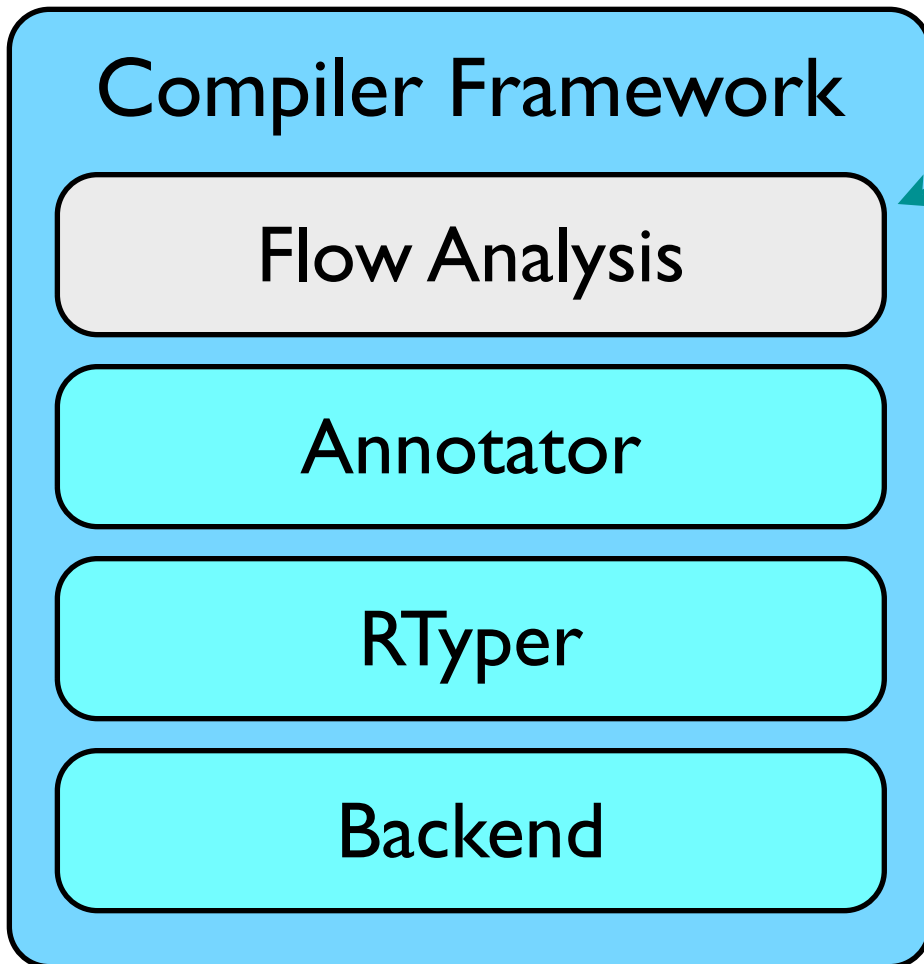 Compiler Framework
Flow Analysis
Annotator
RTyper
Backend